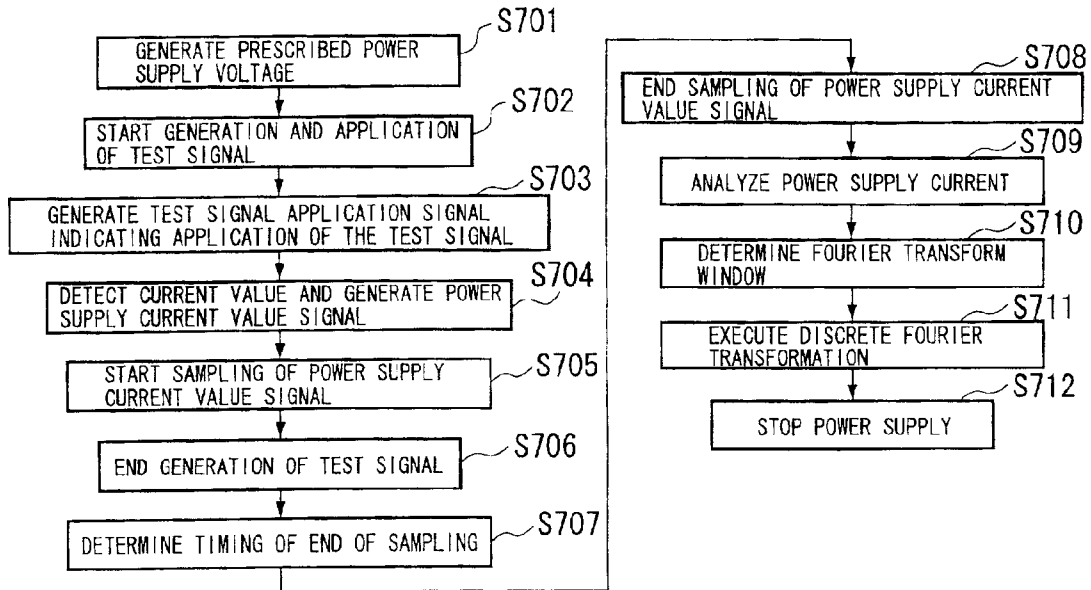 S701
GENERATE PRESCRIBED POWER
SUPPLY VOLTAGE
S702
START GENERATION AND APPLICATION
OF TEST SIGNAL
S703
GENERATE TEST SIGNAL APPLICATION SIGNAL
INDICATING APPLICATION OF THE TEST SIGNAL
S704
DETECT CURRENT VALUE AND GENERATE POWER
SUPPLY CURRENT VALUE SIGNAL
S705
START SAMPLING OF POWER SUPPLY
CURRENT VALUE SIGNAL
S706
END GENERATION OF TEST SIGNAL
S707
DETERMINE TIMING OF END OF SAMPLING
S708
END SAMPLING OF POWER SUPPLY CURRENT
VALUE SIGNAL
S709
ANALYZE POWER SUPPLY CURRENT
S710
DETERMINE FOURIER TRANSFORM
WINDOW
S711
EXECUTE DISCRETE FOURIER
TRANSFORMATION
S712
STOP POWER SUPPLY